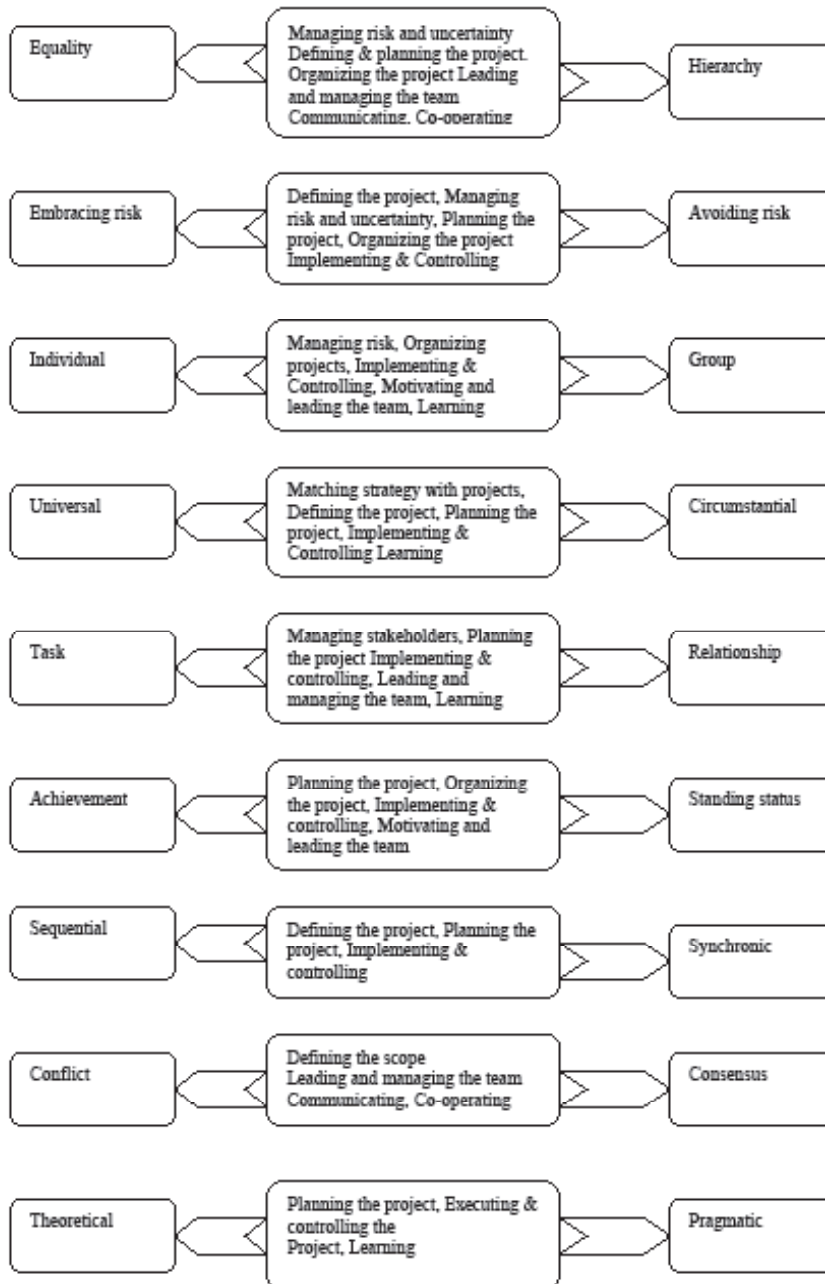 Equality
Managing risk and uncertainty
Defining & planning the project.
Organizing the project Leading
and managing the team
Communicating, Co-operating
Hierarchy
Embracing risk
Defining the project, Managing
risk and uncertainty, Planning the
project, Organizing the project
Implementing & Controlling
Avoiding risk
Individual
Managing risk, Organizing
projects, Implementing &
Controlling, Motivating and
leading the team, Learning
Group
Universal
Matching strategy with projects,
Defining the project, Planning the
project, Implementing &
Controlling Learning
Circumstantial
Task
Managing stakeholders, Planning
the project Implementing &
controlling, Leading and
managing the team, Learning
Relationship
Achievement
Planning the project, Organizing
the project, Implementing &
controlling, Motivating and
leading the team
Standing status
Sequential
Defining the project, Planning the
project, Implementing &
controlling
Synchronic
Conflict
Defining the scope
Leading and managing the team
Communicating, Co-operating
Consensus
Theoretical
Planning the project, Executing &
controlling the
Project, Learning
Pragmatic